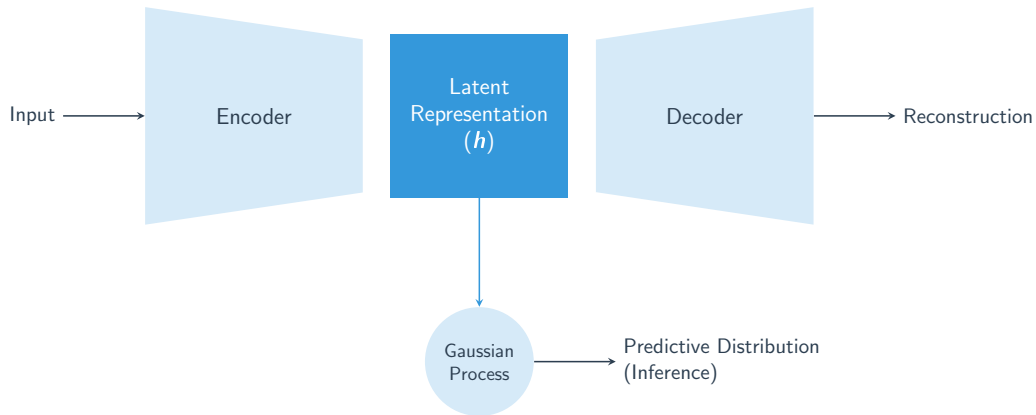 Input
Encoder
Latent
Representation
(h)
Decoder
Reconstruction
Gaussian
Process
Predictive Distribution
(Inference)